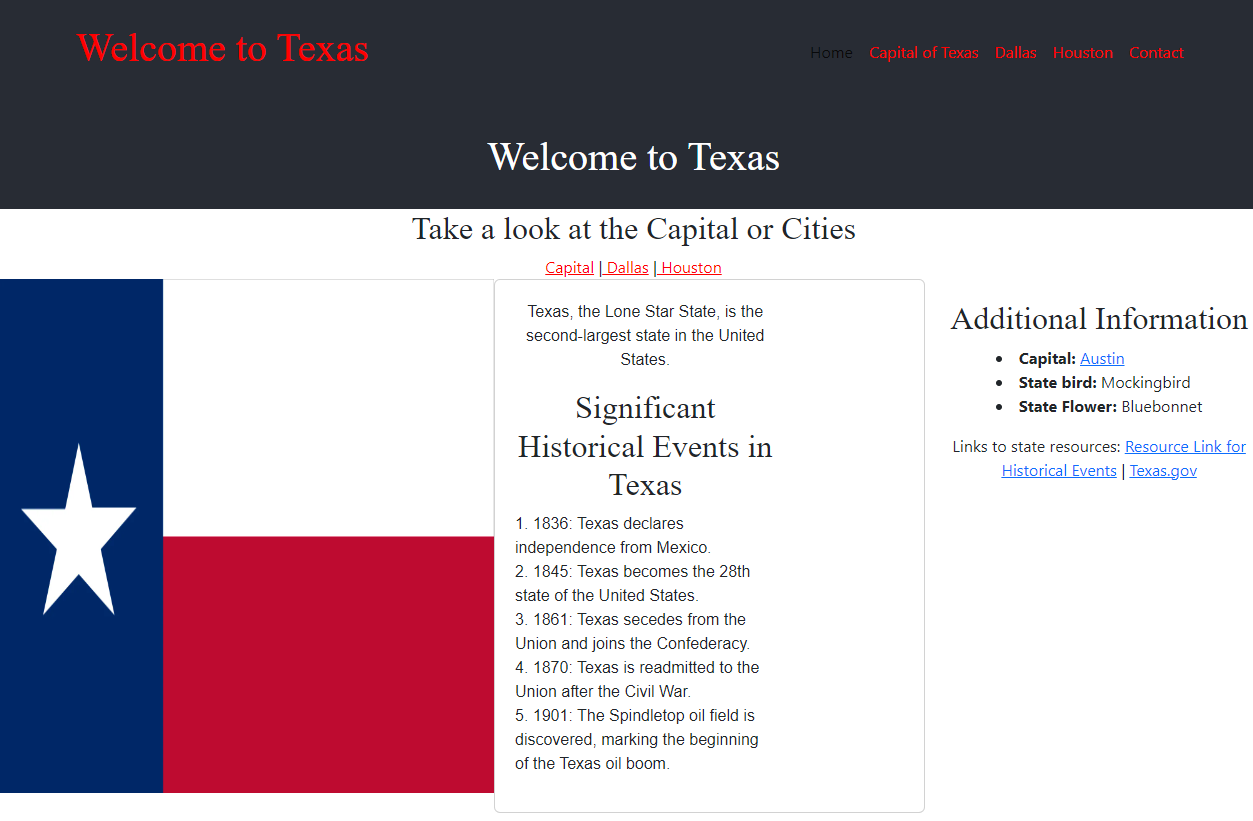 Welcome to Texas
Home Capital of Texas Dallas Houston Contact
Welcome to Texas
Take a look at the Capital or Cities
Capital | Dallas | Houston
Texas, the Lone Star State, is the
second-largest state in the United
States.
Significant
Historical Events in
Texas
1. 1836: Texas declares
independence from Mexico.
2. 1845: Texas becomes the 28th
state of the United States.
3. 1861: Texas secedes from the
Union and joins the Confederacy.
4. 1870: Texas is readmitted to the
Union after the Civil War.
5. 1901: The Spindletop oil field is
discovered, marking the beginning
of the Texas oil boom.
Additional Information
• Capital: Austin
• State bird: Mockingbird
• State Flower: Bluebonnet
Links to state resources: Resource Link for
Historical Events | Texas.gov